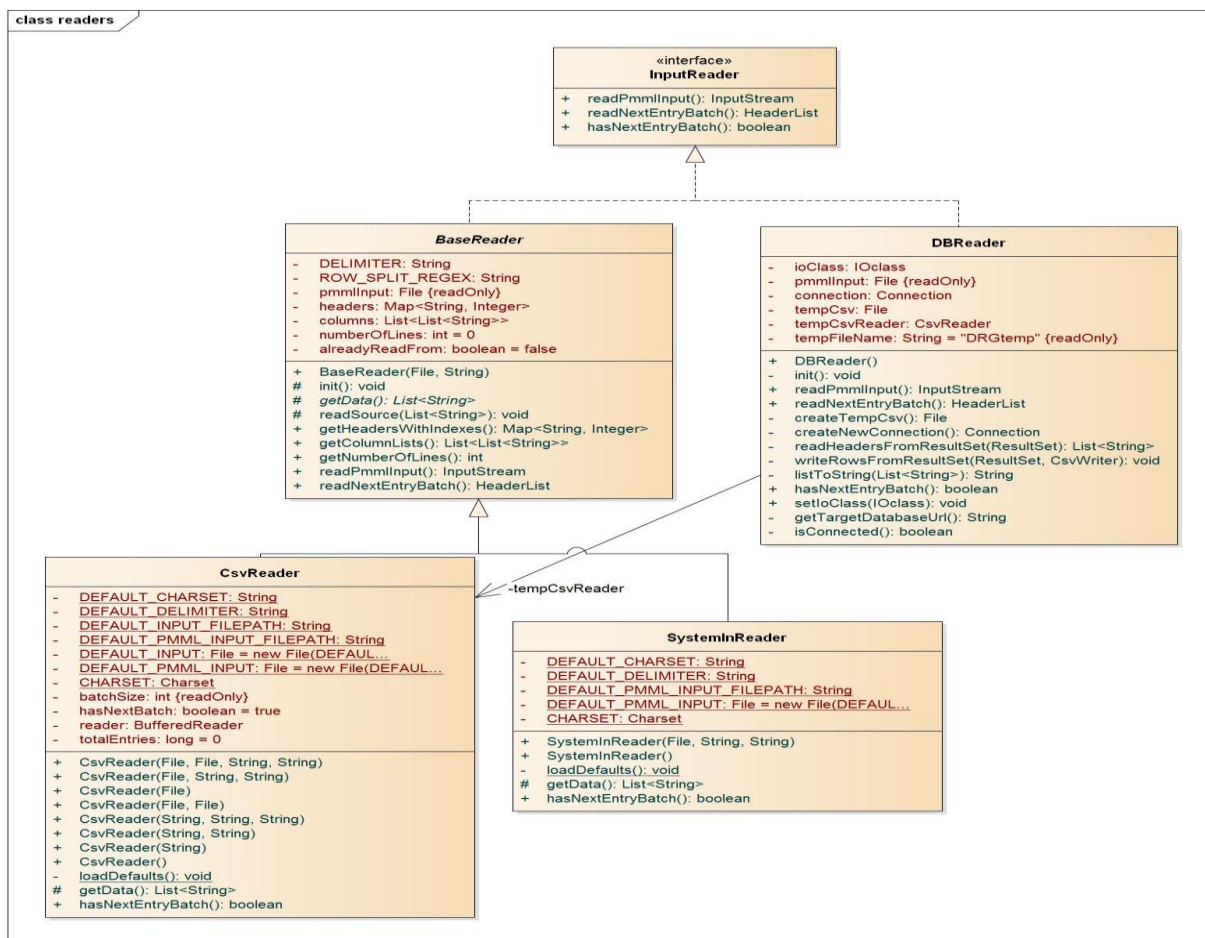 class readers
«interface»
InputReader
+ readPmmlInput(): InputStream
+ readNextEntryBatch(): HeaderList
+ hasNextEntryBatch(): boolean
BaseReader
- DELIMITER: String
- ROW_SPLIT_REGEX: String
- pmmlInput: File {readOnly}
- headers: Map<String, Integer>
- columns: List<List<String>>
- numberOfLines: int = 0
- alreadyReadFrom: boolean = false
+ BaseReader(File, String)
# init(): void
# getData(): List<String>
# readSource(List<String>): void
+ getHeadersWithIndexes(): Map<String, Integer>
+ getColumnLists(): List<List<String>>
+ getNumberOfLines(): int
+ readPmmlInput(): InputStream
+ readNextEntryBatch(): HeaderList
DBReader
- ioClass: IOclass
- pmmlInput: File {readOnly}
- connection: Connection
- tempCsv: File
- tempCsvReader: CsvReader
- tempFileName: String = "DRGtemp" {readOnly}
+ DBReader()
- init(): void
+ readPmmlInput(): InputStream
+ readNextEntryBatch(): HeaderList
- createTempCsv(): File
- createNewConnection(): Connection
- readHeadersFromResultSet(ResultSet): List<String>
- writeRowsFromResultSet(ResultSet, CsvWriter): void
- listToString(List<String>): String
+ hasNextEntryBatch(): boolean
+ setIoClass(IOclass): void
- getTargetDatabaseUrl(): String
- isConnected(): boolean
CsvReader
- DEFAULT_CHARSET: String
- DEFAULT_DELIMITER: String
- DEFAULT_INPUT_FILEPATH: String
- DEFAULT_PMML_INPUT_FILEPATH: String
- DEFAULT_INPUT: File = new File(DEFAUL...
- DEFAULT_PMML_INPUT: File = new File(DEFAUL...
- CHARSET: Charset
- batchSize: int {readOnly}
- hasNextBatch: boolean = true
- reader: BufferedReader
- totalEntries: long = 0
+ CsvReader(File, File, String, String)
+ CsvReader(File, String, String)
+ CsvReader(File)
+ CsvReader(File, File)
+ CsvReader(String, String, String)
+ CsvReader(String, String)
+ CsvReader(String)
+ CsvReader()
- loadDefaults(): void
# getData(): List<String>
+ hasNextEntryBatch(): boolean
-tempCsvReader
SystemInReader
- DEFAULT_CHARSET: String
- DEFAULT_DELIMITER: String
- DEFAULT_PMML_INPUT_FILEPATH: String
- DEFAULT_PMML_INPUT: File = new File(DEFAUL...
- CHARSET: Charset
+ SystemInReader(File, String, String)
+ SystemInReader()
- loadDefaults(): void
# getData(): List<String>
+ hasNextEntryBatch(): boolean